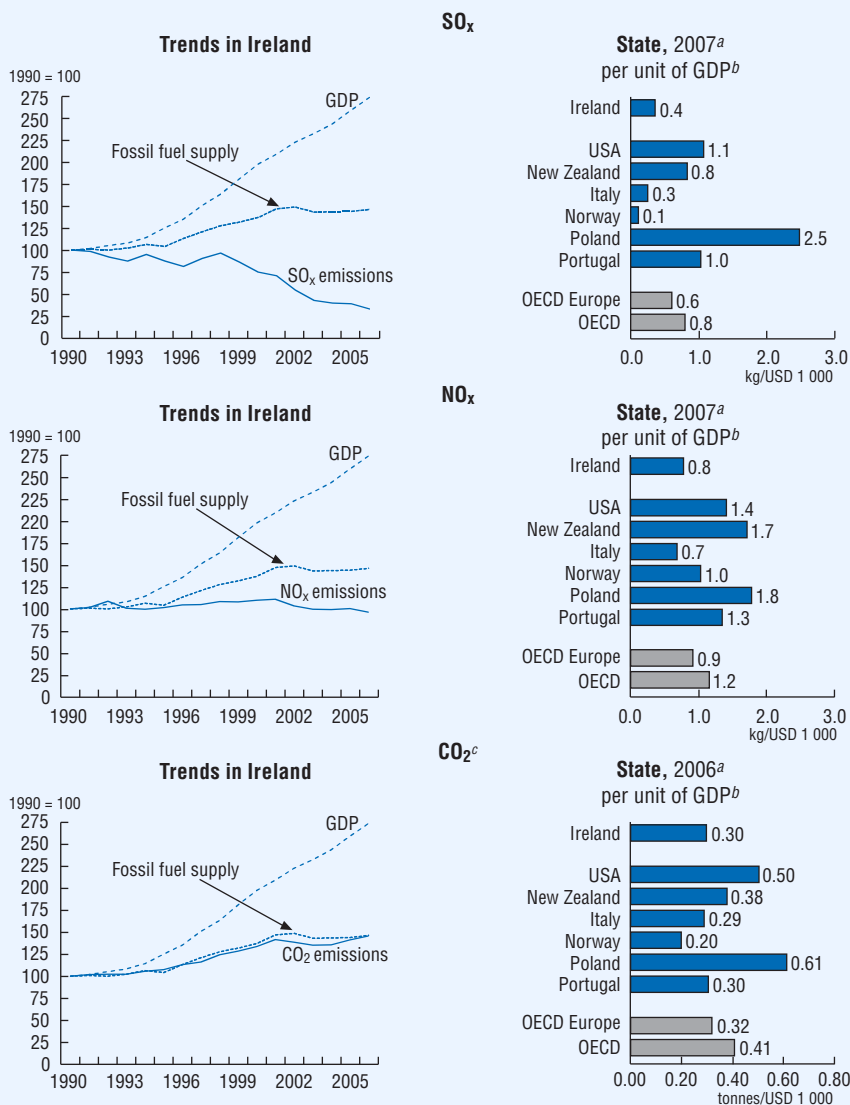 SOx
Trends in Ireland
1990 = 100
275
250
225
200
175
150
125
100
75
50
25
0
GDP
Fossil fuel supply
SOx emissions
1990 1993 1996 1999 2002 2005
State, 2007a
per unit of GDPb
Ireland 0.4
USA 1.1
New Zealand 0.8
Italy 0.3
Norway 0.1
Poland 2.5
Portugal 1.0
OECD Europe 0.6
OECD 0.8
0.0 1.0 2.0 3.0
kg/USD 1 000
NOx
Trends in Ireland
1990 = 100
275
250
225
220
175
150
125
100
75
50
25
0
GDP
Fossil fuel supply
NOx emissions
1990 1993 1996 1999 2002 2005
State, 2007a
per unit of GDPb
Ireland 0.8
USA 1.4
New Zealand 1.7
Italy 0.7
Norway 1.0
Poland 1.8
Portugal 1.3
OECD Europe 0.9
OECD 1.2
0.0 1.0 2.0 3.0
kg/USD 1 000
CO2c
Trends in Ireland
1990 = 100
275
250
225
200
175
150
125
100
75
50
25
0
GDP
Fossil fuel supply
CO2 emissions
1990 1993 1996 1999 2002 2005
State, 2006a
per unit of GDPb
Ireland 0.30
USA 0.50
New Zealand 0.38
Italy 0.29
Norway 0.20
Poland 0.61
Portugal 0.30
OECD Europe 0.32
OECD 0.41
0.00 0.20 0.40 0.60 0.80
tonnes/USD 1 000